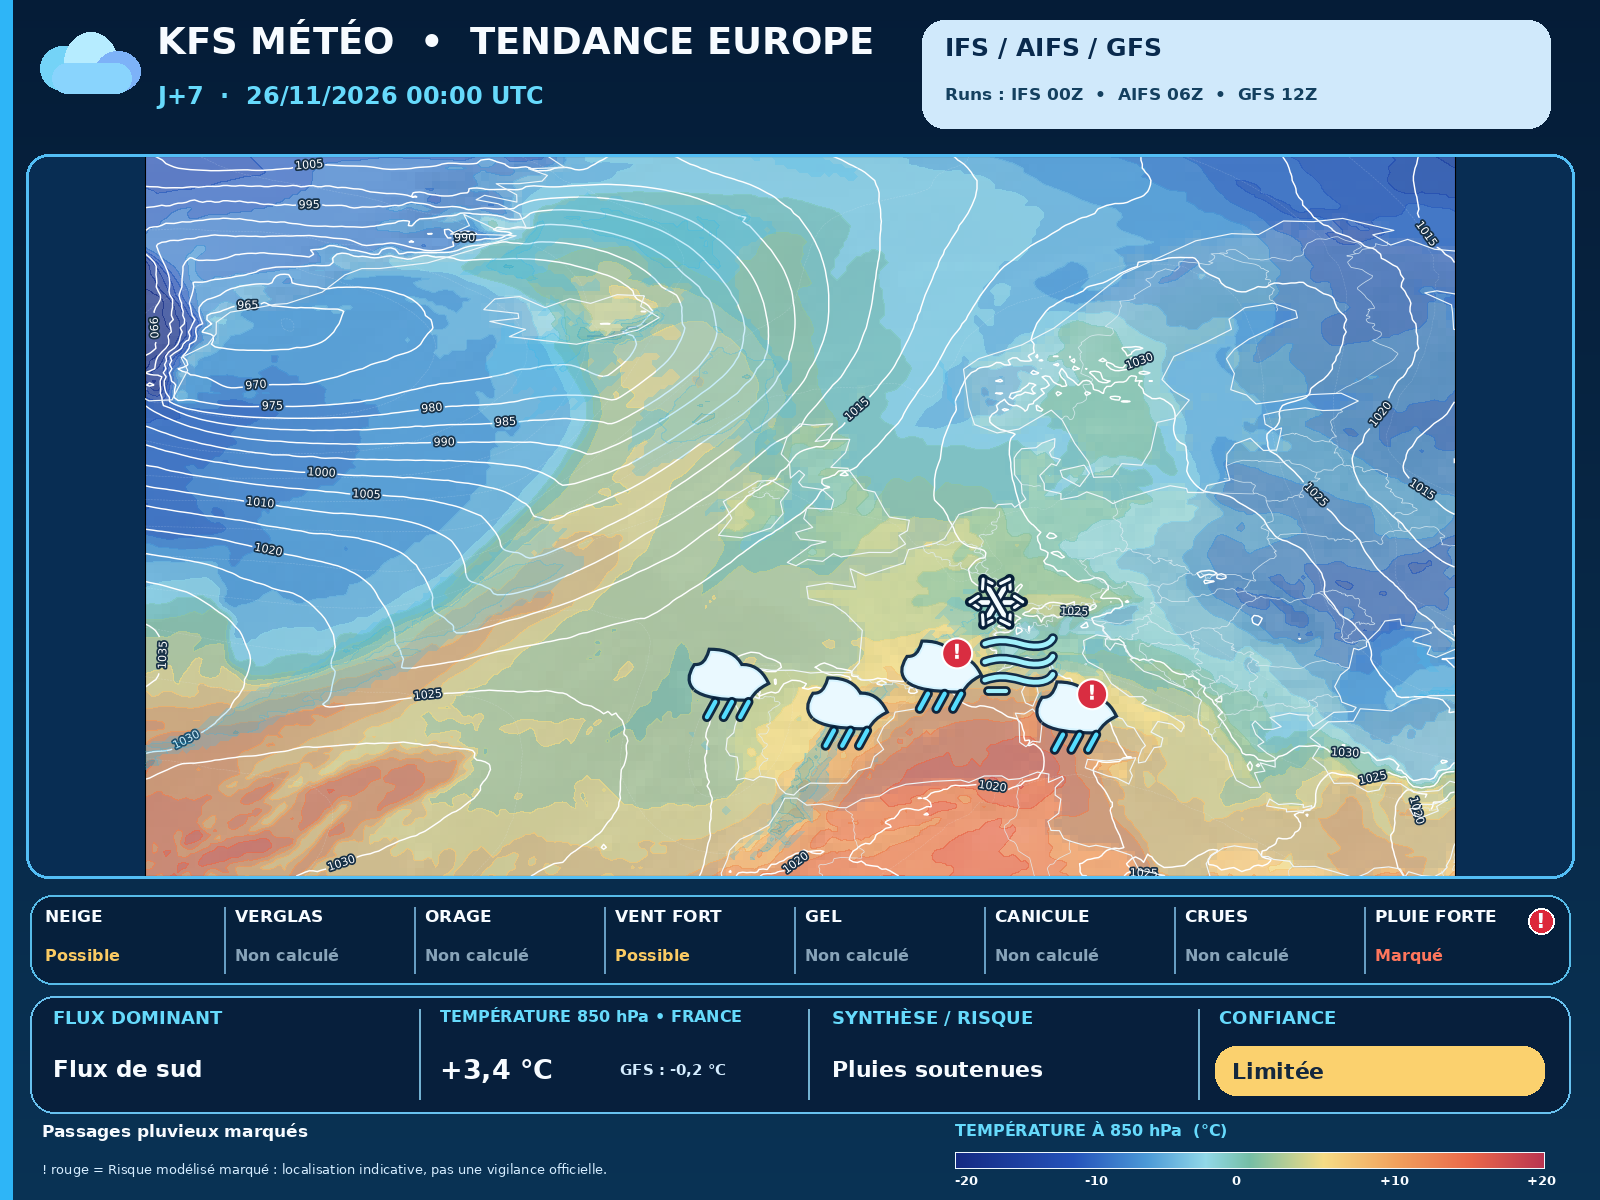 KFS MÉTÉO • TENDANCE EUROPE
J+7 · 26/11/2026 00:00 UTC
IFS / AIFS / GFS
Runs : IFS 00Z • AIFS 06Z • GFS 12Z
1005
995
990
965
990
970
975
980
985
990
1000
1005
1010
1020
1035
1025
1030
1030
1015
1030
1015
1020
1025
1015
1025
!
!
1020
1020
1025
1030
1025
1020
NEIGE
Possible
VERGLAS
Non calculé
ORAGE
Non calculé
VENT FORT
Possible
GEL
Non calculé
CANICULE
Non calculé
CRUES
Non calculé
PLUIE FORTE !
Marqué
FLUX DOMINANT
Flux de sud
TEMPÉRATURE 850 hPa • FRANCE
+3,4 °C GFS : -0,2 °C
SYNTHÈSE / RISQUE
Pluies soutenues
CONFIANCE
Limitée
Passages pluvieux marqués
! rouge = Risque modélisé marqué : localisation indicative, pas une vigilance officielle.
TEMPÉRATURE À 850 hPa (°C)
-20 -10 0 +10 +20